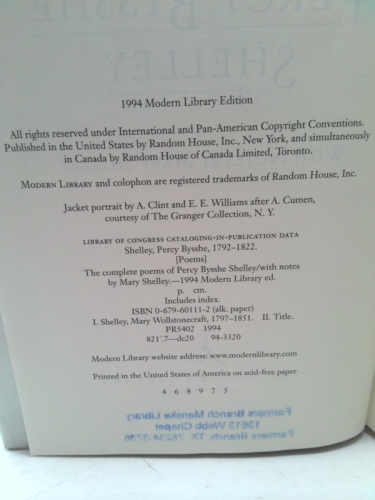 PERCY BYSSHE
SHELLEY
1994 Modern Library Edition
All rights reserved under International and Pan-American Copyright Conventions.
Published in the United States by Random House, Inc., New York, and simultaneously
in Canada by Random House of Canada Limited, Toronto.
MODERN LIBRARY and colophon are registered trademarks of Random House, Inc.
Jacket portrait by A. Clint and E. E. Williams after A. Cumen,
courtesy of The Granger Collection, N. Y.
LIBRARY OF CONGRESS CATALOGING-IN-PUBLICATION DATA
Shelley, Percy Bysshe, 1792–1822.
[Poems]
The complete poems of Percy Bysshe Shelley/with notes
by Mary Shelley.—1994 Modern Library ed.
p. cm.
Includes index.
ISBN 0-679-60111-2 (alk. paper)
I. Shelley, Mary Wollstonecraft, 1797–1851. II. Title.
PR5402 1994
821'.7—dc20 94-3320
Modern Library website address: www.modernlibrary.com
Printed in the United States of America on acid-free paper
4 6 8 9 7 5
Farmers Branch Manske Library
13613 Webb Chapel
Farmers Branch, TX 75234-3756